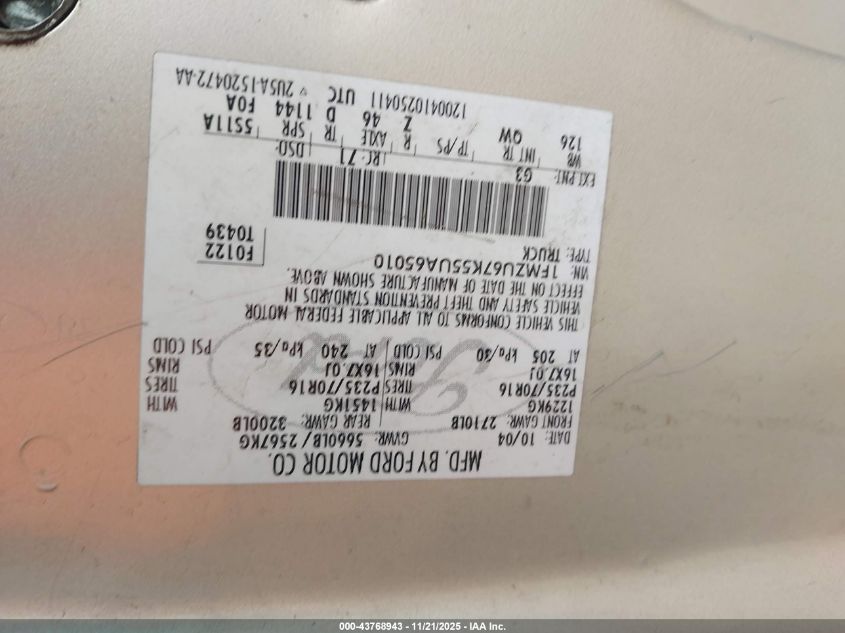 MFD. BY FORD MOTOR CO.
DATE: 10/04 GVWR: 5660LB/2567KG
FRONT GAWR: 2710LB REAR GAWR: 3200LB
1229KG WITH 1451KG WITH
P235/70R16 TIRES P235/70R16 TIRES
16X7.0J RIMS 16X7.0J RIMS
AT 205 kPa/30 PSI COLD AT 240 kPa/35 PSI COLD
Ford
THIS VEHICLE CONFORMS TO ALL APPLICABLE FEDERAL MOTOR
VEHICLE SAFETY AND THEFT PREVENTION STANDARDS IN
EFFECT ON THE DATE OF MANUFACTURE SHOWN ABOVE.
VIN: 1FMZU67K55UA65010
TYPE: TRUCK
F0122
T0439
EXT PNT: G3 RC: 71 DSO:
WB INT TR TP/PS R AXLE TR SPR 5S11A
126 QW Z 46 D 1144 F0A
1200410250411 UTC ▽ 2U5A-1520472-AA
000-43768943 - 11/21/2025 - IAA Inc.